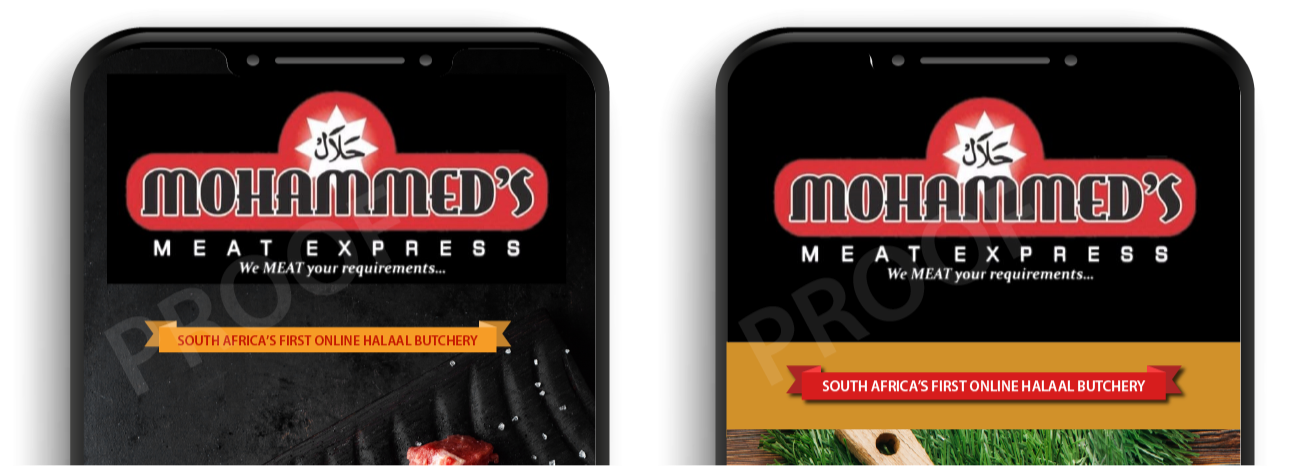 حلال
MOHAMMED'S
MEAT EXPRESS
We MEAT your requirements...
SOUTH AFRICA'S FIRST ONLINE HALAAL BUTCHERY
PROOF
حلال
MOHAMMED'S
MEAT EXPRESS
We MEAT your requirements...
SOUTH AFRICA'S FIRST ONLINE HALAAL BUTCHERY
PROOF